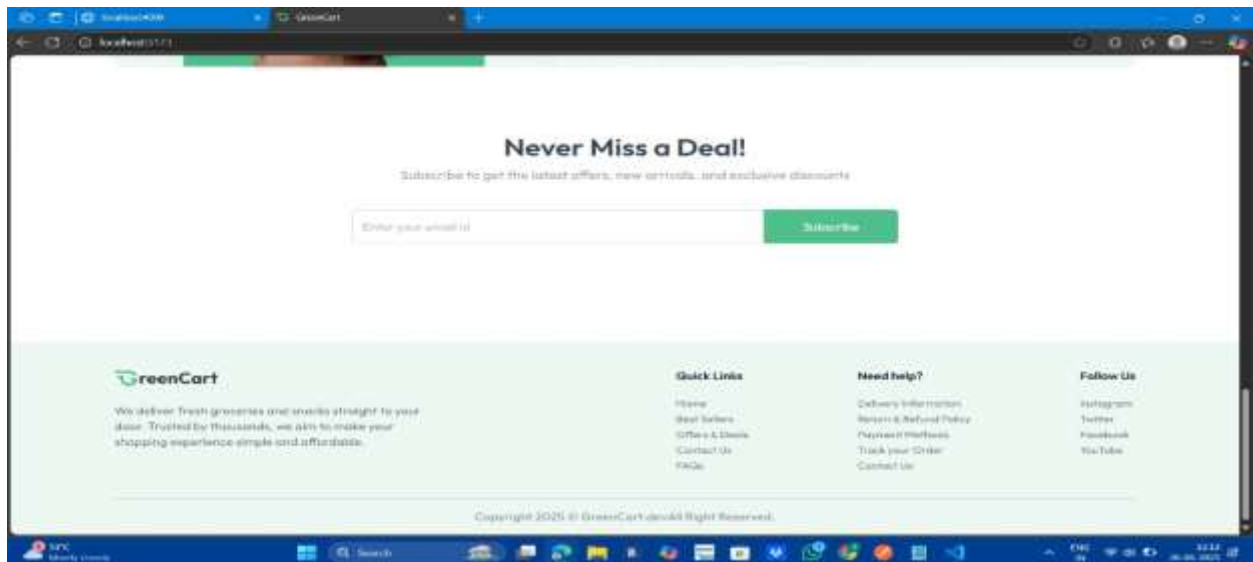 GreenCart
Never Miss a Deal!
Subscribe to get the latest offers, new arrivals, and exclusive discounts
Enter your email id
Subscribe
GreenCart
We deliver fresh groceries and snacks straight to your
door. Trusted by thousands, we aim to make your
shopping experience simple and affordable.
Quick Links
Home
Best Sellers
Offers & Deals
Contact Us
FAQs
Need help?
Delivery Information
Return & Refund Policy
Payment Methods
Track your Order
Contact Us
Follow Us
Instagram
Twitter
Facebook
YouTube
Copyright 2025 © GreenCart.dev All Right Reserved.
Search
ENG
IN